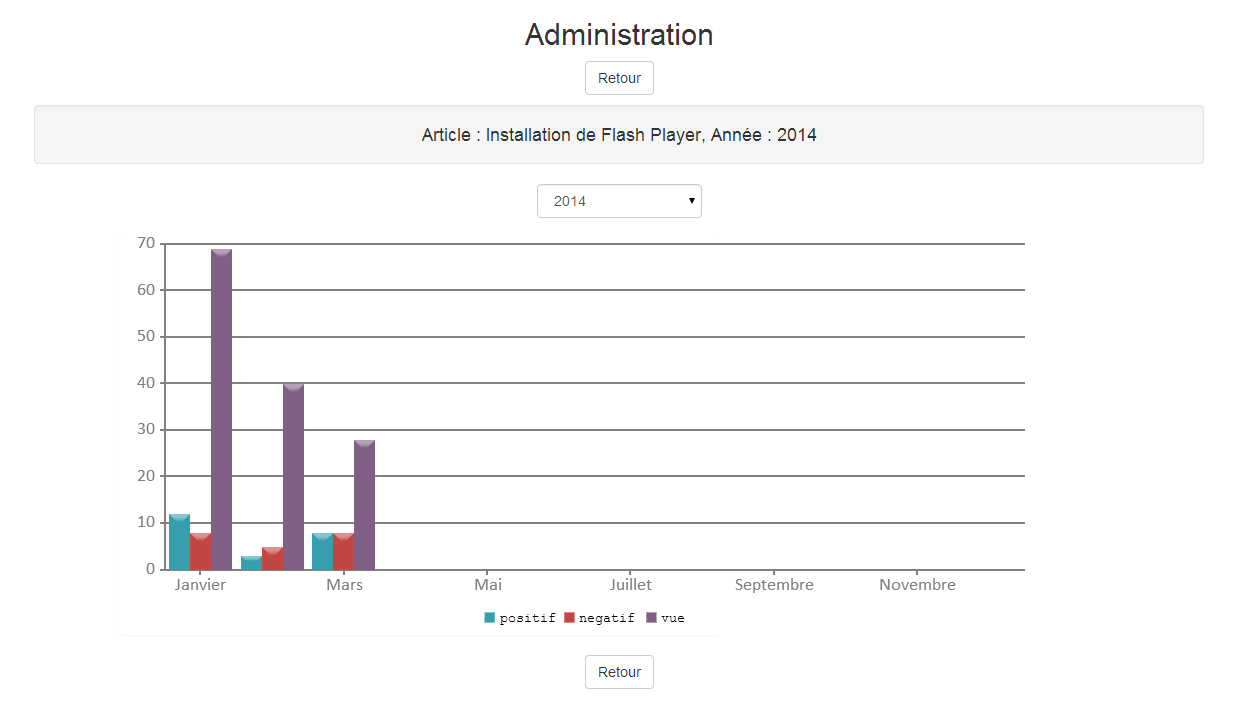 Administration
Retour
Article : Installation de Flash Player, Année : 2014
2014
70
60
50
40
30
20
10
0
Janvier Mars Mai Juillet Septembre Novembre
positif negatif vue
Retour